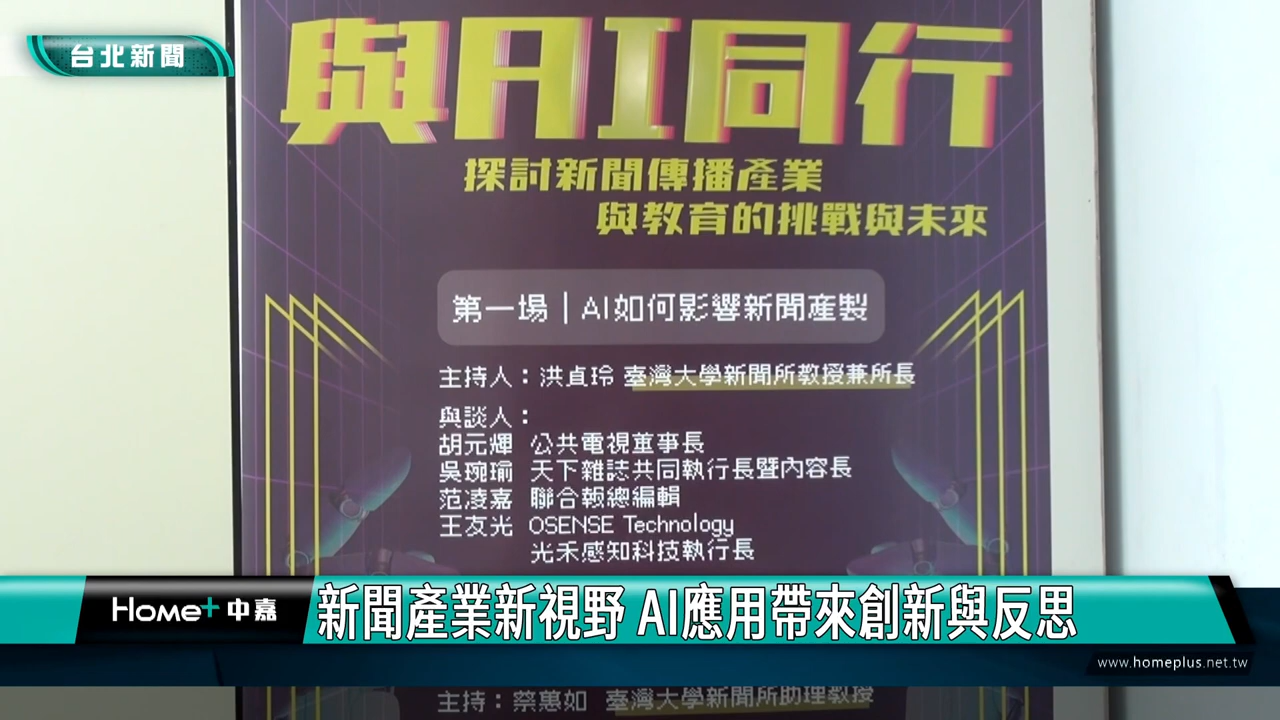 台北新聞
與AI同行
探討新聞傳播產業
與教育的挑戰與未來
第一場｜AI如何影響新聞產製
主持人：洪貞玲 臺灣大學新聞所教授兼所長
與談人：
胡元輝 公共電視董事長
吳琬瑜 天下雜誌共同執行長暨內容長
范凌嘉 聯合報總編輯
王友光 OSENSE Technology
光禾感知科技執行長
Home+中嘉
新聞產業新視野 AI應用帶來創新與反思
www.homeplus.net.tw
主持：蔡蕙如 臺灣大學新聞所助理教授